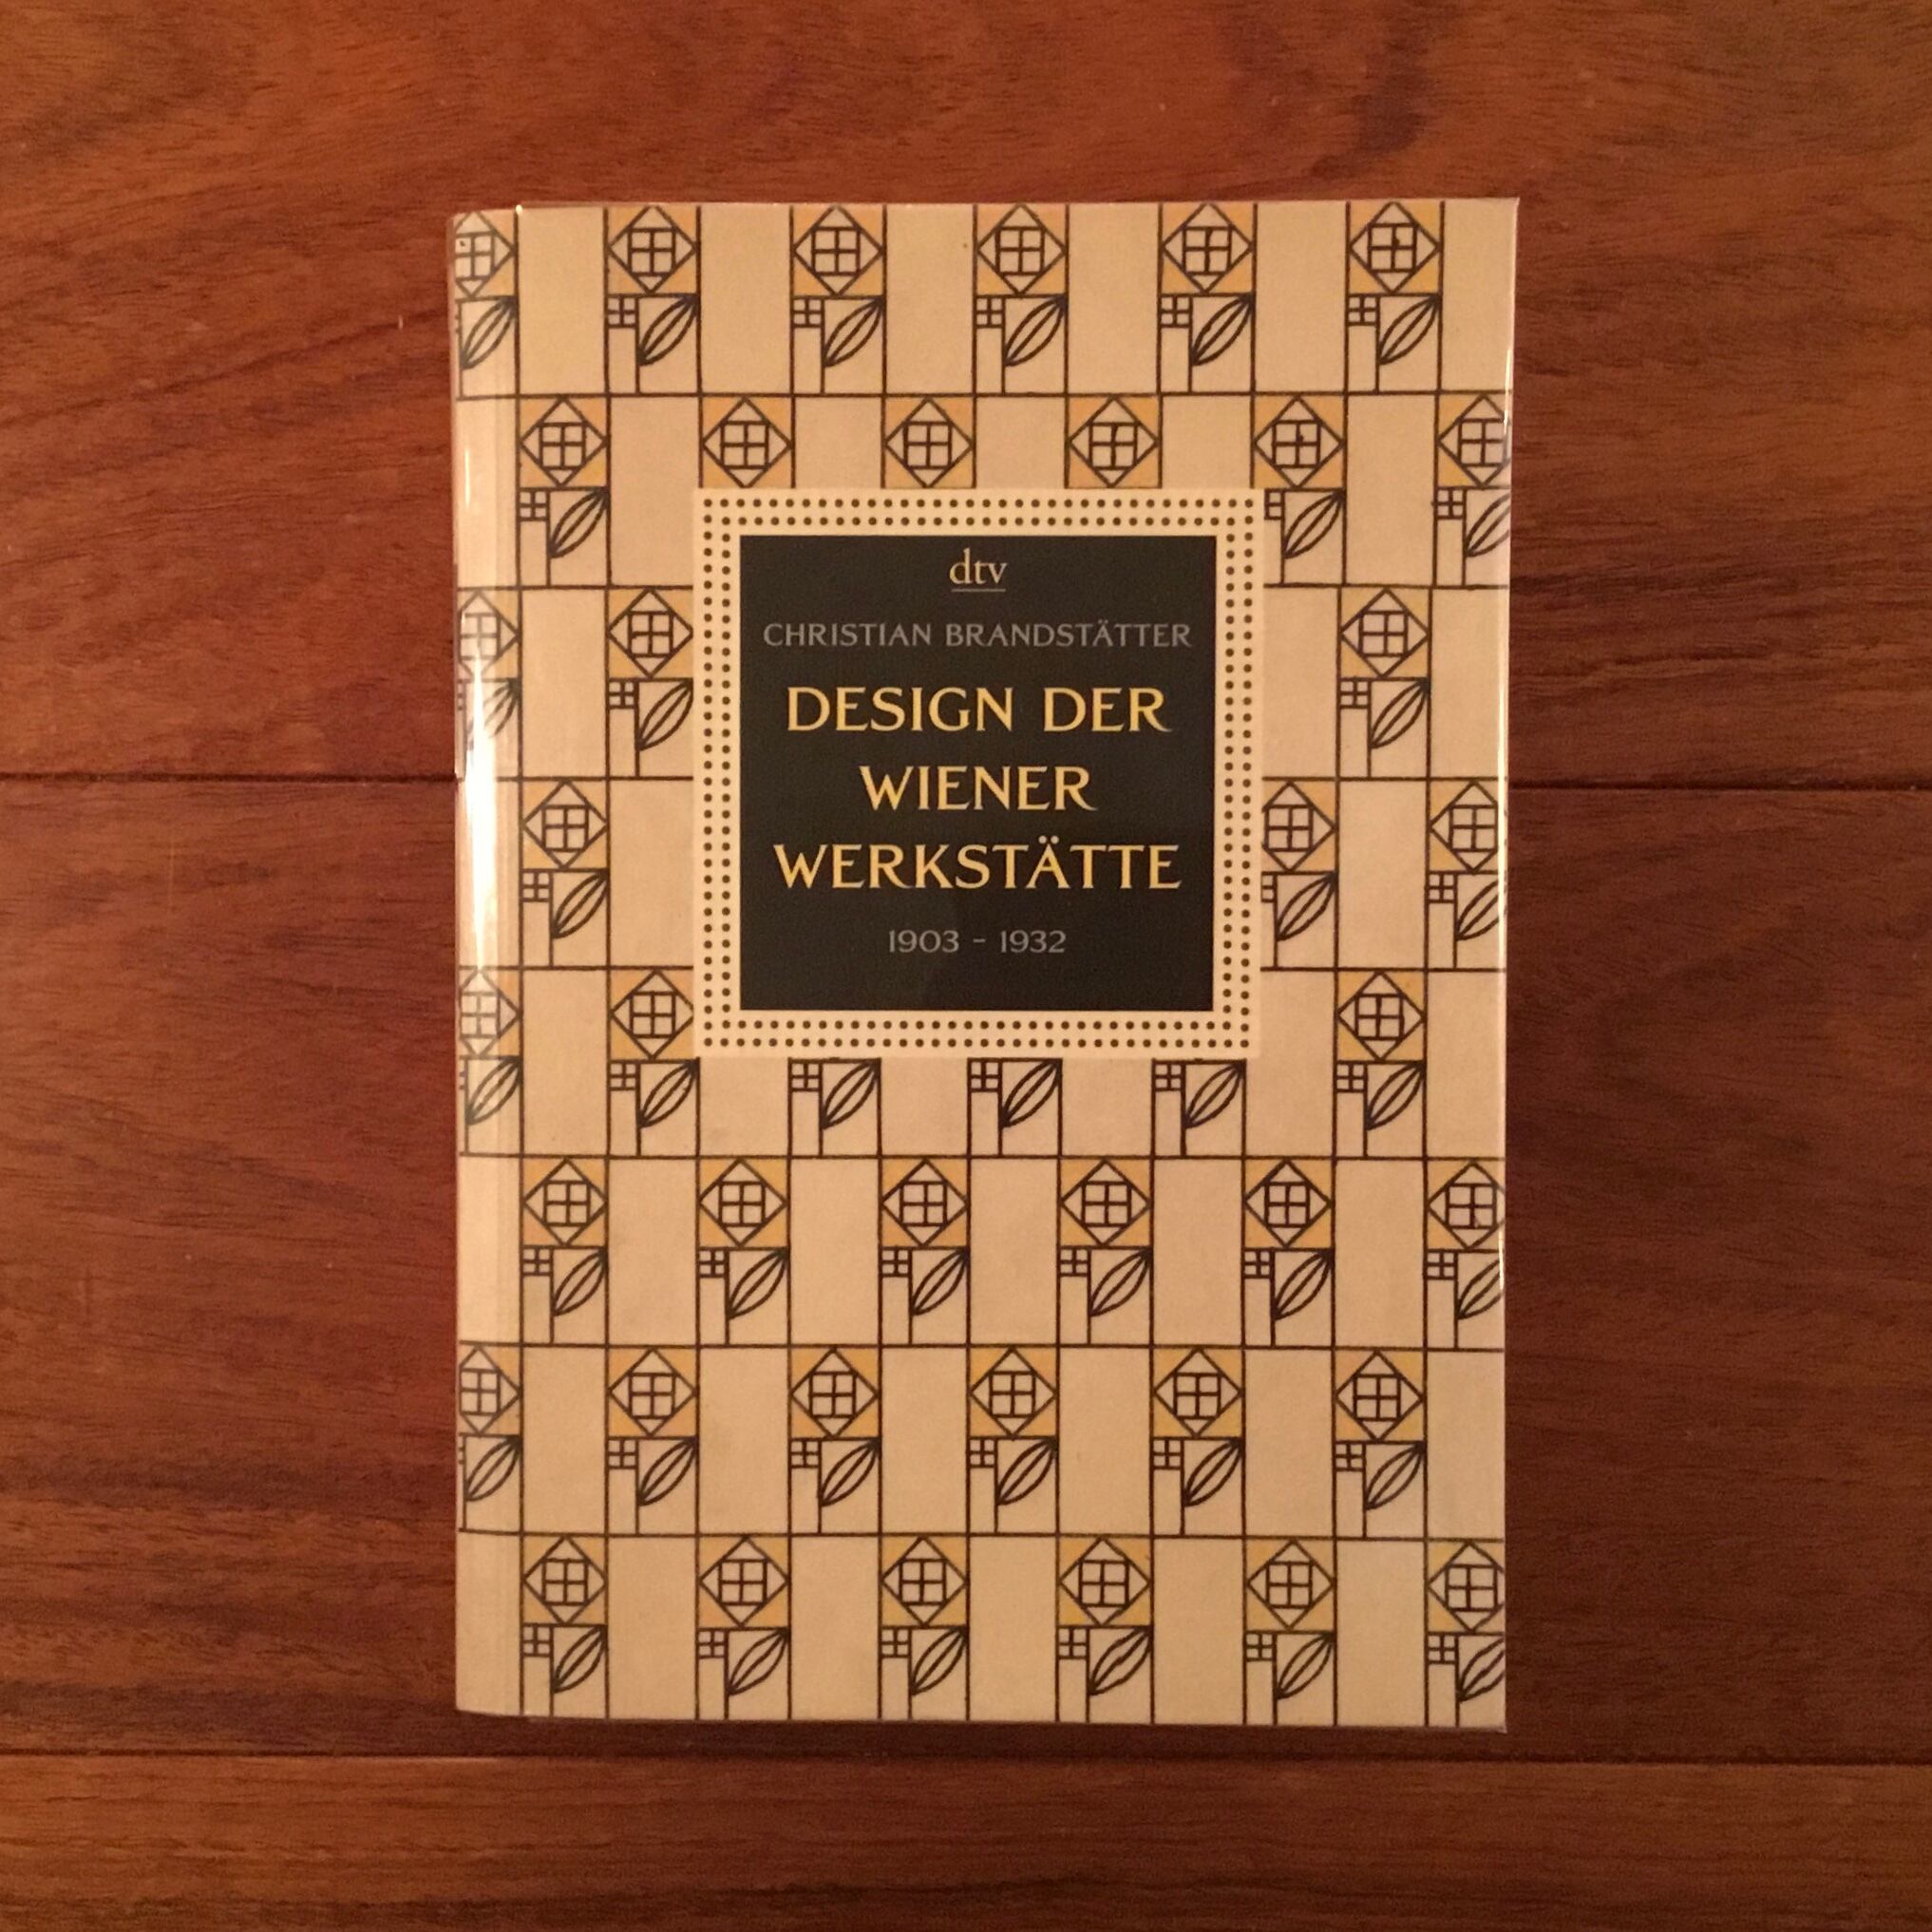 dtv
CHRISTIAN BRANDSTÄTTER
DESIGN DER
WIENER
WERKSTÄTTE
1903 – 1932